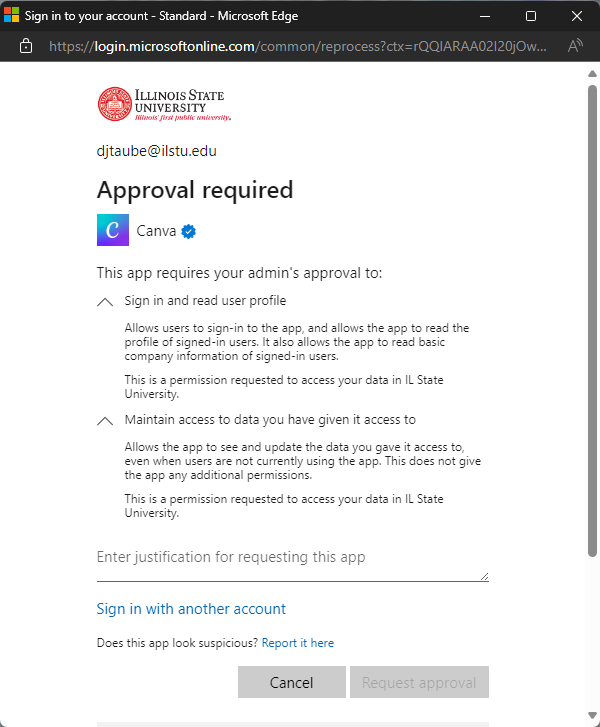 Sign in to your account - Standard - Microsoft Edge
https://login.microsoftonline.com/common/reprocess?ctx=rQQIARAA02I20jOw...
ILLINOIS STATE
UNIVERSITY
Illinois' first public university.
djtaube@ilstu.edu
Approval required
Canva
This app requires your admin's approval to:
Sign in and read user profile
Allows users to sign-in to the app, and allows the app to read the
profile of signed-in users. It also allows the app to read basic
company information of signed-in users.
This is a permission requested to access your data in IL State
University.
Maintain access to data you have given it access to
Allows the app to see and update the data you gave it access to,
even when users are not currently using the app. This does not give
the app any additional permissions.
This is a permission requested to access your data in IL State
University.
Enter justification for requesting this app
Sign in with another account
Does this app look suspicious? Report it here
Cancel Request approval